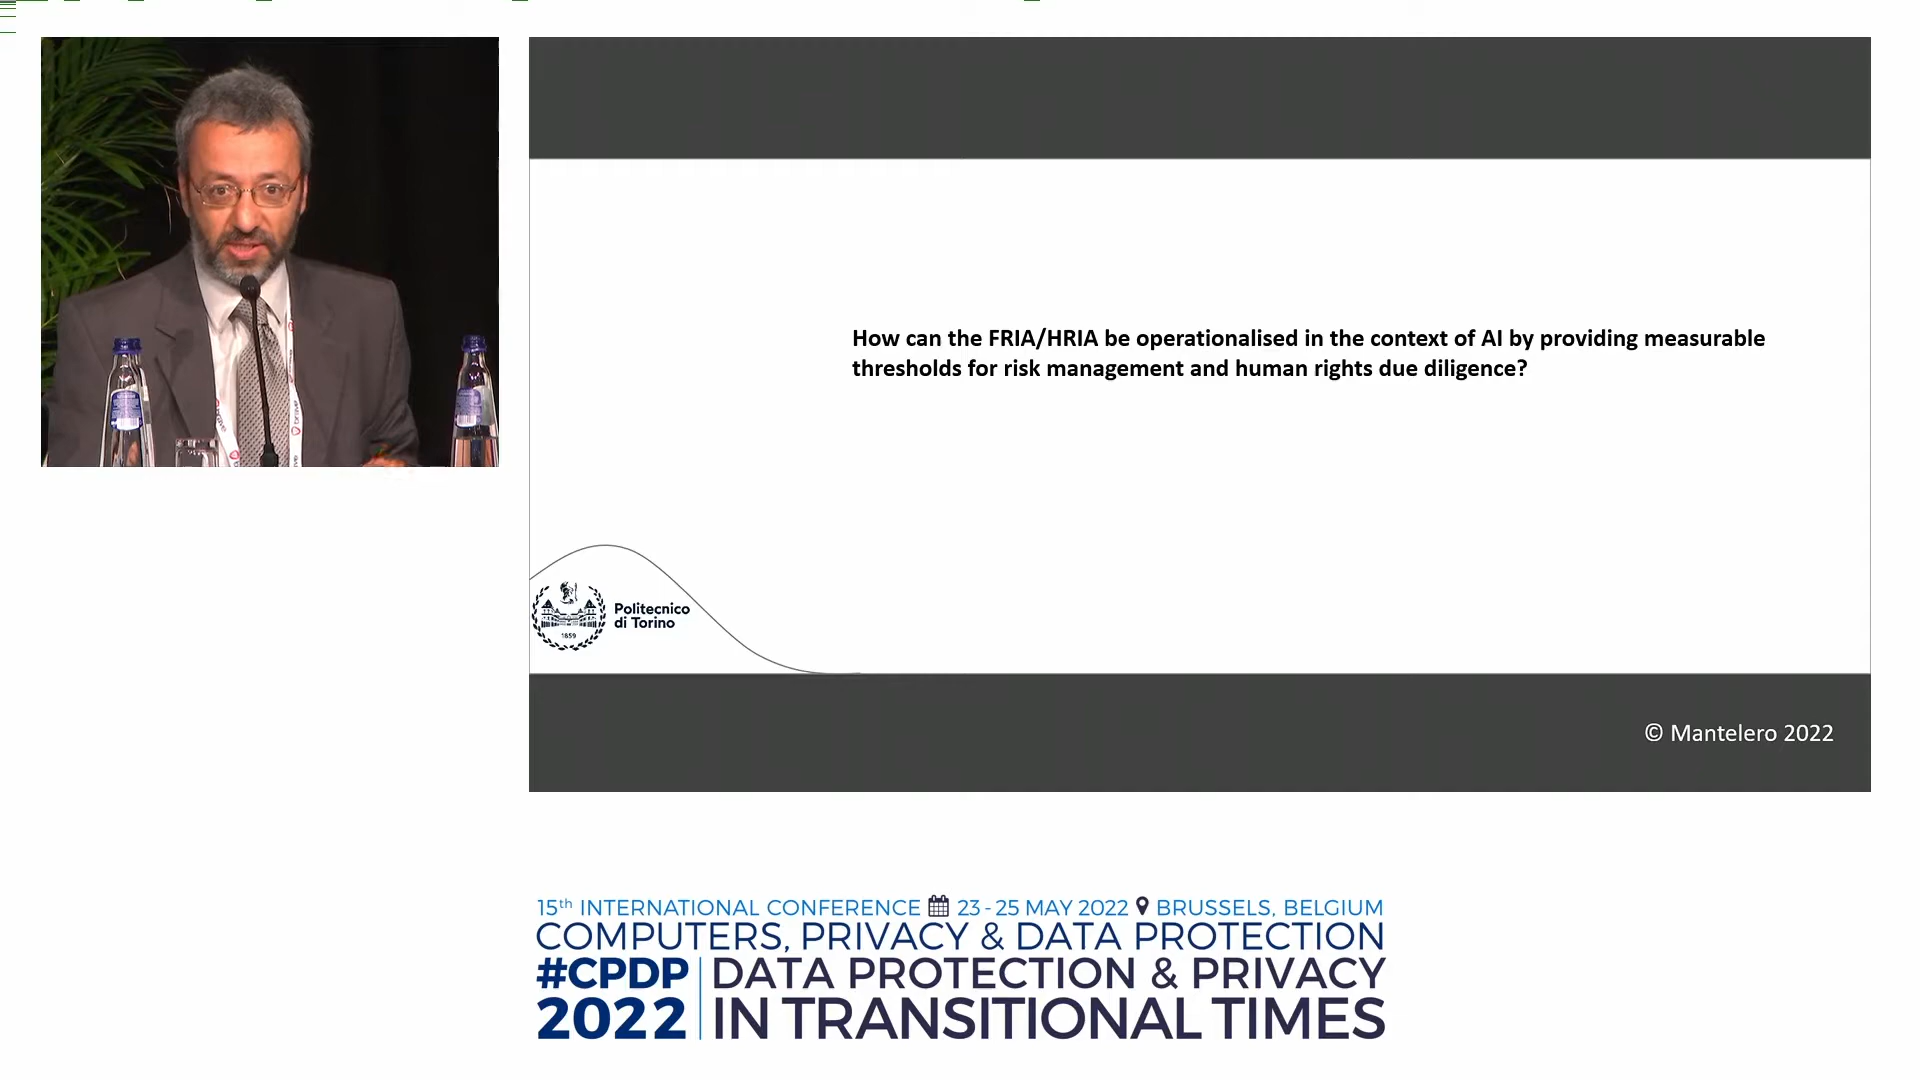 How can the FRIA/HRIA be operationalised in the context of AI by providing measurable
thresholds for risk management and human rights due diligence?
Politecnico
di Torino
1859
© Mantelero 2022
15th INTERNATIONAL CONFERENCE 23-25 MAY 2022 BRUSSELS, BELGIUM
COMPUTERS, PRIVACY & DATA PROTECTION
#CPDP DATA PROTECTION & PRIVACY
2022 IN TRANSITIONAL TIMES